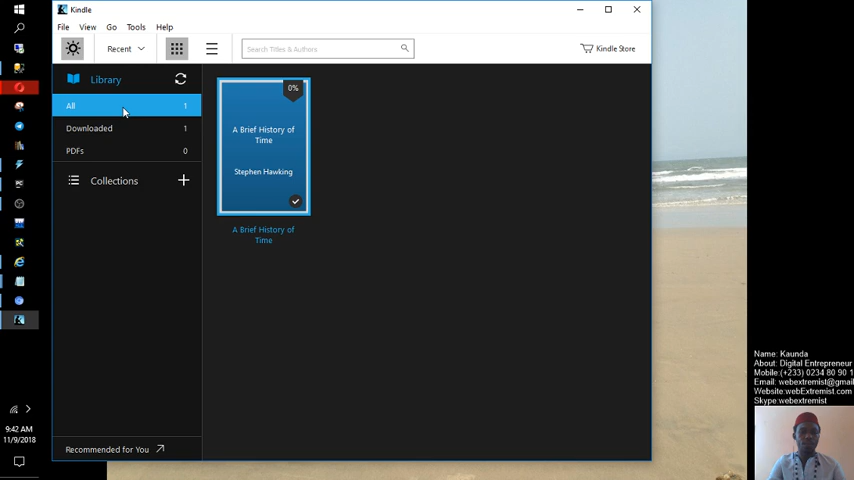 Kindle
File View Go Tools Help
Recent
Search Titles & Authors
Kindle Store
Library
All 1
Downloaded 1
PDFs 0
Collections
0%
A Brief History of
Time
Stephen Hawking
A Brief History of
Time
Recommended for You
9:42 AM
11/9/2018
Name: Kaunda
About: Digital Entrepreneur
Mobile:(+233) 0234 80 90 1
Email: webextremist@gmail
Website:webExtremist.com
Skype:webextremist